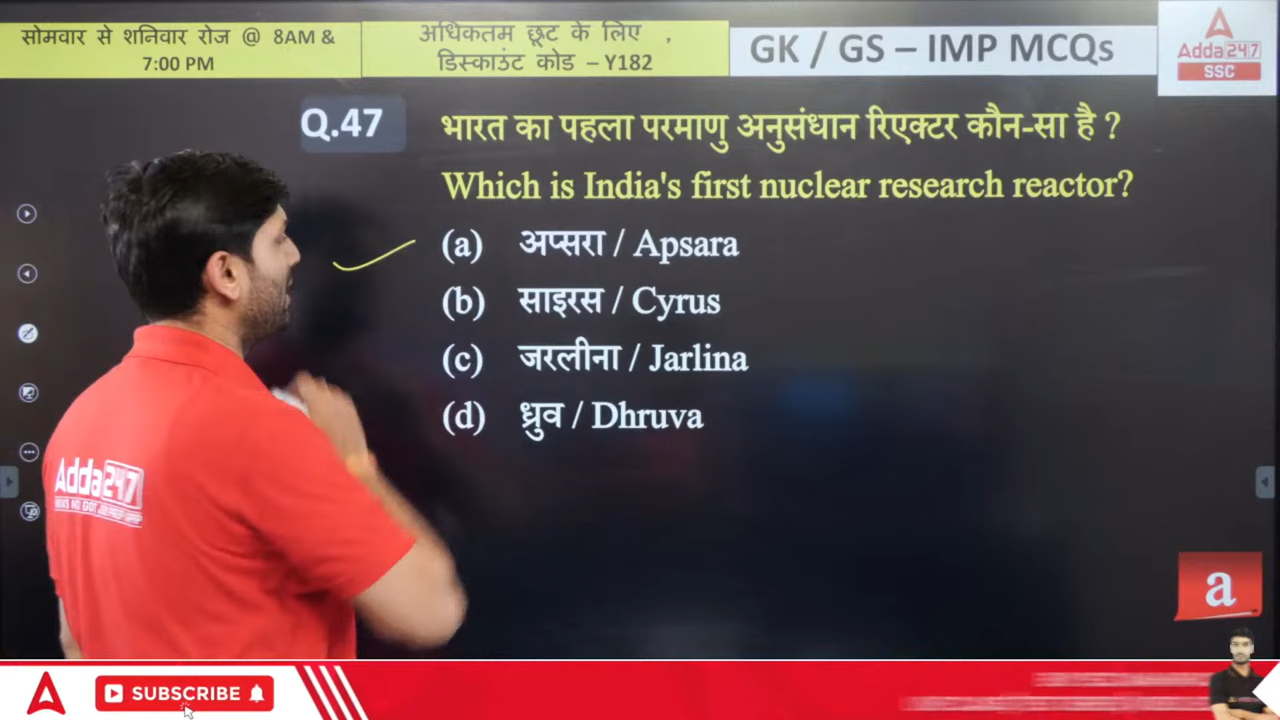 सोमवार से शनिवार रोज @ 8AM &
7:00 PM
अधिकतम छूट के लिए ,
डिस्काउंट कोड – Y182
GK / GS – IMP MCQs
Adda 247
SSC
Q.47
भारत का पहला परमाणु अनुसंधान रिएक्टर कौन-सा है ?
Which is India's first nuclear research reactor?
(a) अप्सरा / Apsara
(b) साइरस / Cyrus
(c) जरलीना / Jarlina
(d) ध्रुव / Dhruva
Adda247
a
SUBSCRIBE